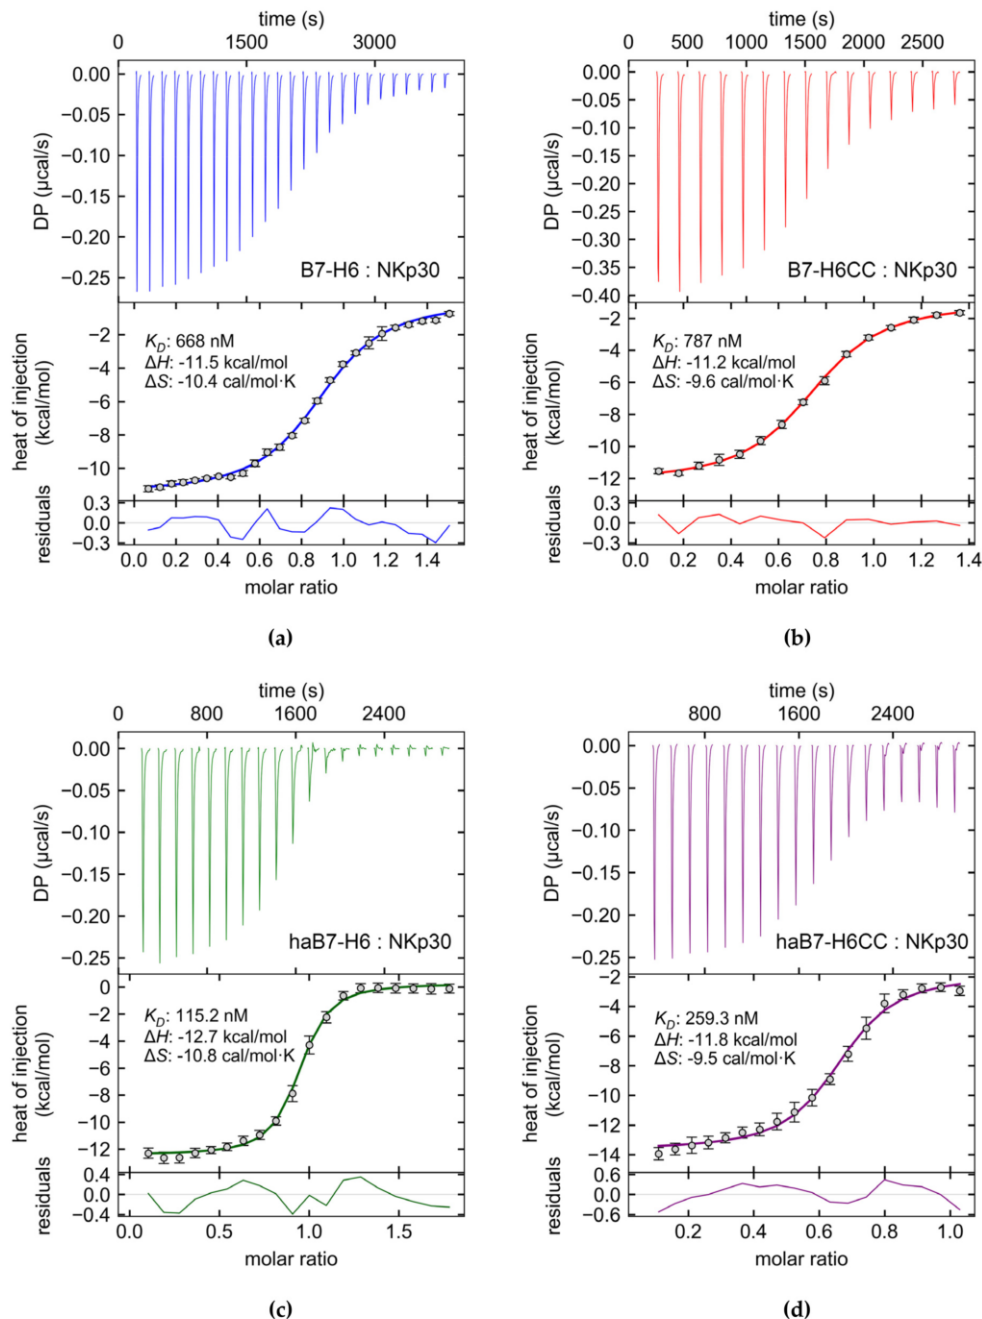 time (s)
0 1500 3000
0.00
−0.05
−0.10
−0.15
−0.20
−0.25
DP (µcal/s)
B7-H6 : NKp30
−2
−4
−6
−8
−10
heat of injection
(kcal/mol)
K_D: 668 nM
ΔH: -11.5 kcal/mol
ΔS: -10.4 cal/mol·K
0.3
0.0
−0.3
residuals
0.0 0.2 0.4 0.6 0.8 1.0 1.2 1.4
molar ratio
(a)
time (s)
0 500 1000 1500 2000 2500
0.00
−0.05
−0.10
−0.15
−0.20
−0.25
−0.30
−0.35
−0.40
DP (µcal/s)
B7-H6CC : NKp30
−2
−4
−6
−8
−10
−12
heat of injection
(kcal/mol)
K_D: 787 nM
ΔH: -11.2 kcal/mol
ΔS: -9.6 cal/mol·K
0.3
0.0
−0.3
residuals
0.0 0.2 0.4 0.6 0.8 1.0 1.2 1.4
molar ratio
(b)
time (s)
0 800 1600 2400
0.00
−0.05
−0.10
−0.15
−0.20
−0.25
DP (µcal/s)
haB7-H6 : NKp30
0
−2
−4
−6
−8
−10
−12
heat of injection
(kcal/mol)
K_D: 115.2 nM
ΔH: -12.7 kcal/mol
ΔS: -10.8 cal/mol·K
0.4
0.0
−0.4
residuals
0.0 0.5 1.0 1.5
molar ratio
(c)
time (s)
800 1600 2400
0.00
−0.05
−0.10
−0.15
−0.20
−0.25
DP (µcal/s)
haB7-H6CC : NKp30
−2
−4
−6
−8
−10
−12
−14
heat of injection
(kcal/mol)
K_D: 259.3 nM
ΔH: -11.8 kcal/mol
ΔS: -9.5 cal/mol·K
0.6
0.0
−0.6
residuals
0.2 0.4 0.6 0.8 1.0
molar ratio
(d)